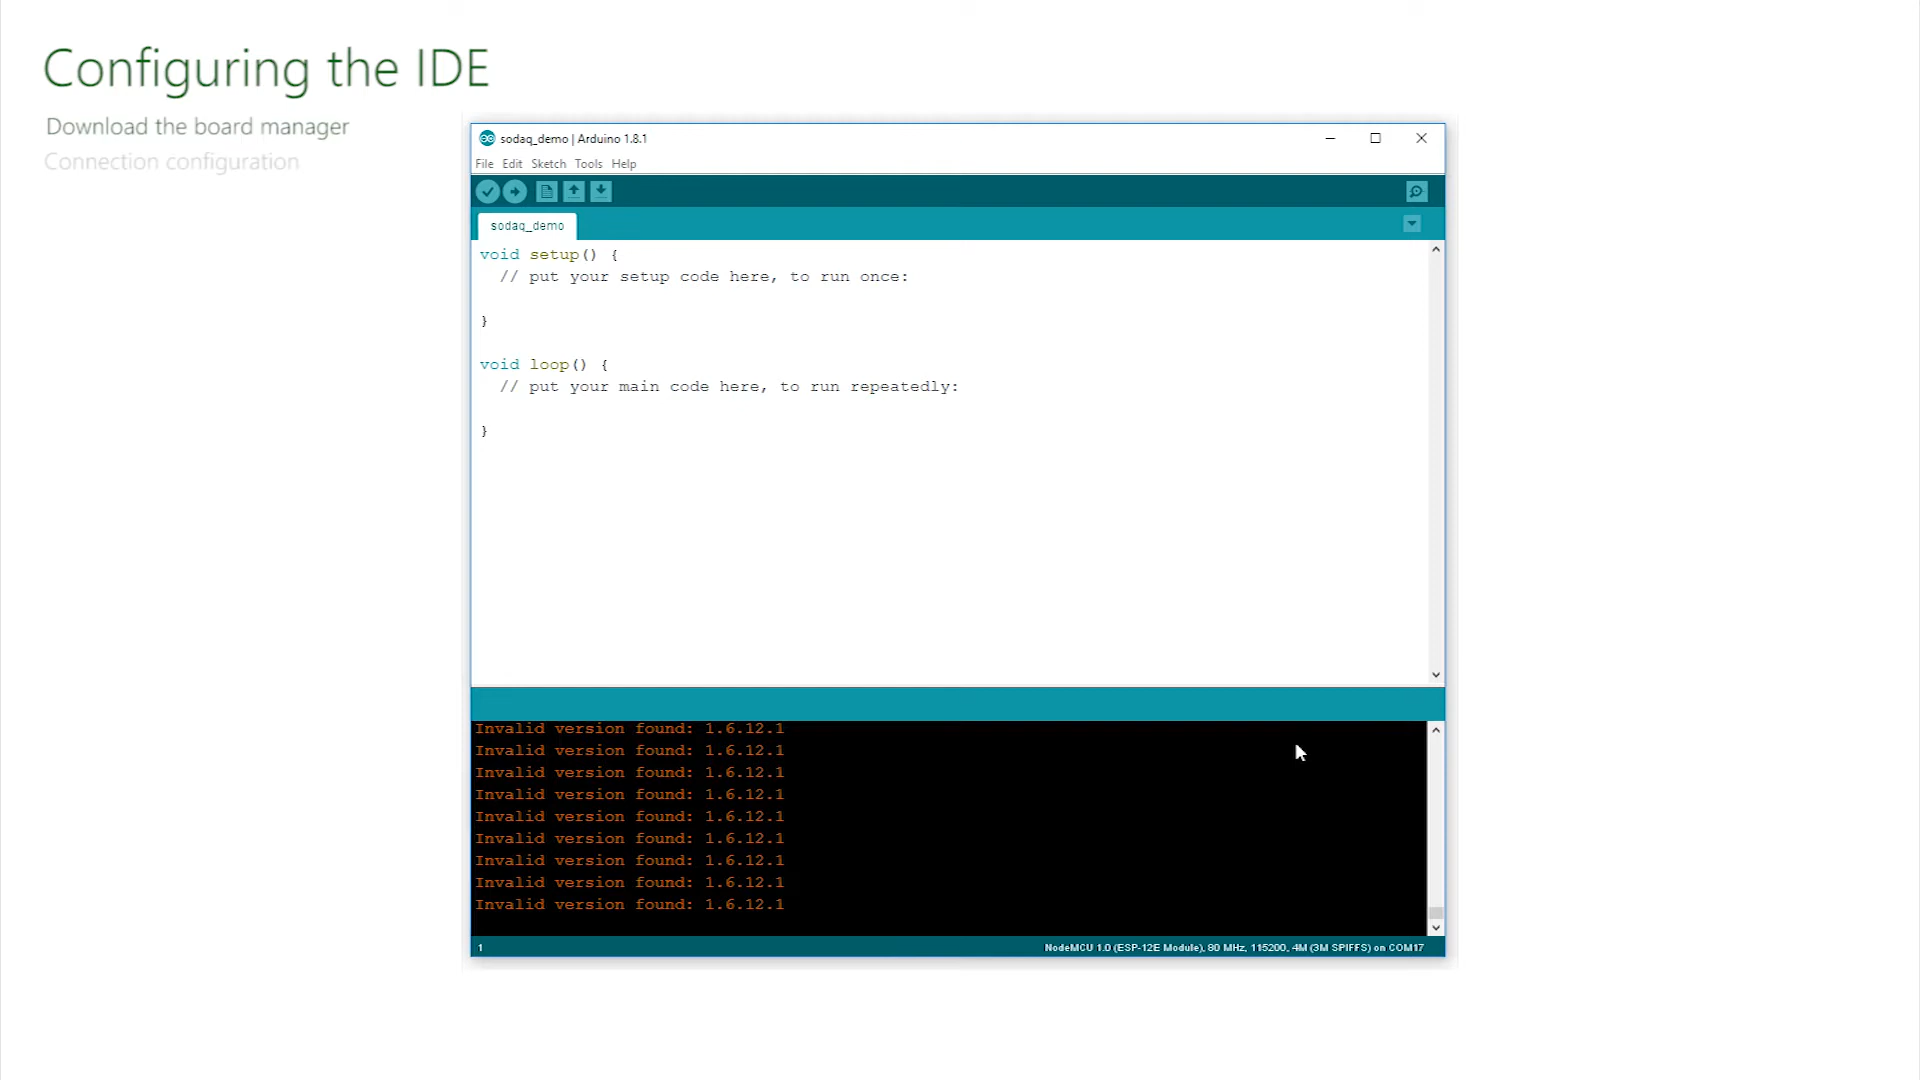 Configuring the IDE
Download the board manager
Connection configuration
sodaq_demo | Arduino 1.8.1
File Edit Sketch Tools Help
sodaq_demo
void setup() {
// put your setup code here, to run once:
}
void loop() {
// put your main code here, to run repeatedly:
}
Invalid version found: 1.6.12.1
Invalid version found: 1.6.12.1
Invalid version found: 1.6.12.1
Invalid version found: 1.6.12.1
Invalid version found: 1.6.12.1
Invalid version found: 1.6.12.1
Invalid version found: 1.6.12.1
Invalid version found: 1.6.12.1
Invalid version found: 1.6.12.1
1 NodeMCU 1.0 (ESP-12E Module), 80 MHz, 115200, 4M (3M SPIFFS) on COM17